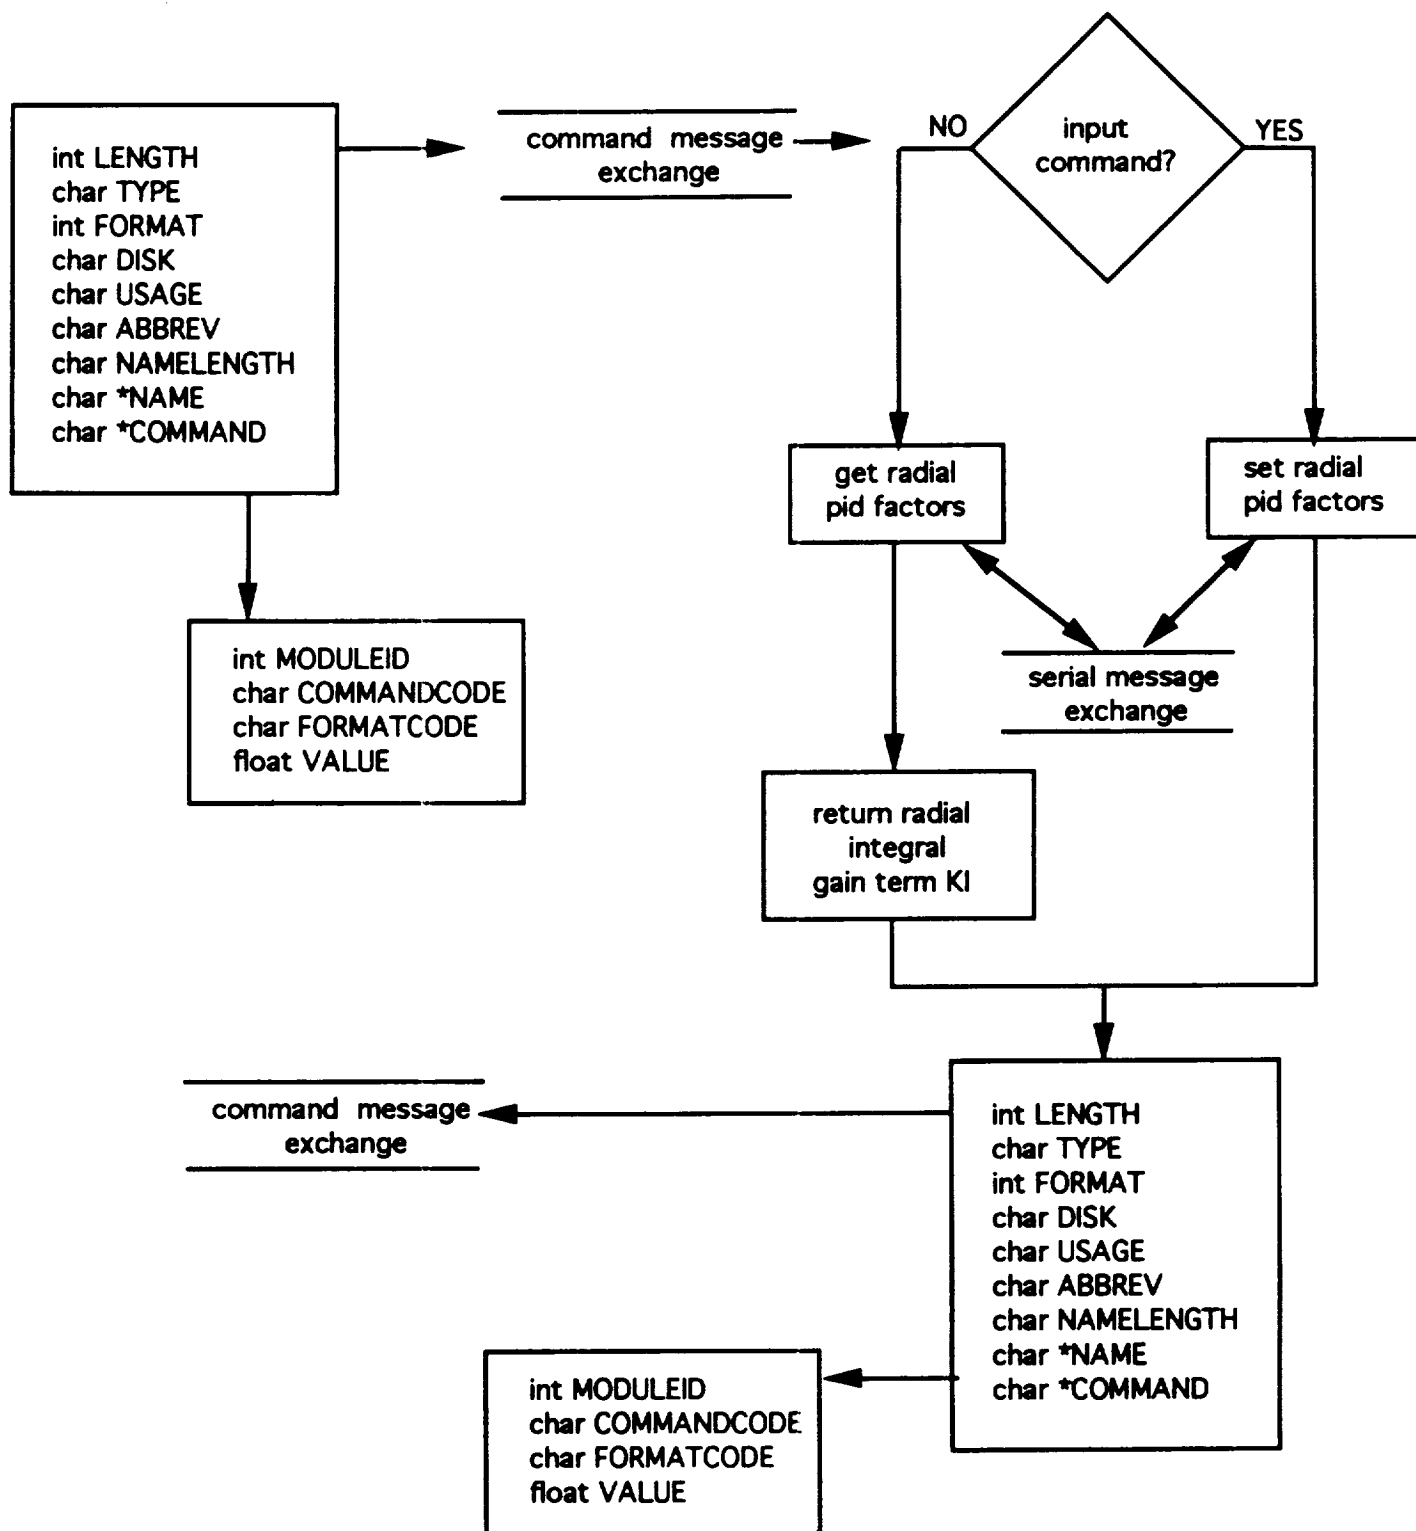 int LENGTH
char TYPE
int FORMAT
char DISK
char USAGE
char ABBREV
char NAMELENGTH
char *NAME
char *COMMAND
command message
exchange
NO
input
command?
YES
get radial
pid factors
set radial
pid factors
int MODULEID
char COMMANDCODE
char FORMATCODE
float VALUE
serial message
exchange
return radial
integral
gain term KI
command message
exchange
int LENGTH
char TYPE
int FORMAT
char DISK
char USAGE
char ABBREV
char NAMELENGTH
char *NAME
char *COMMAND
int MODULEID
char COMMANDCODE
char FORMATCODE
float VALUE